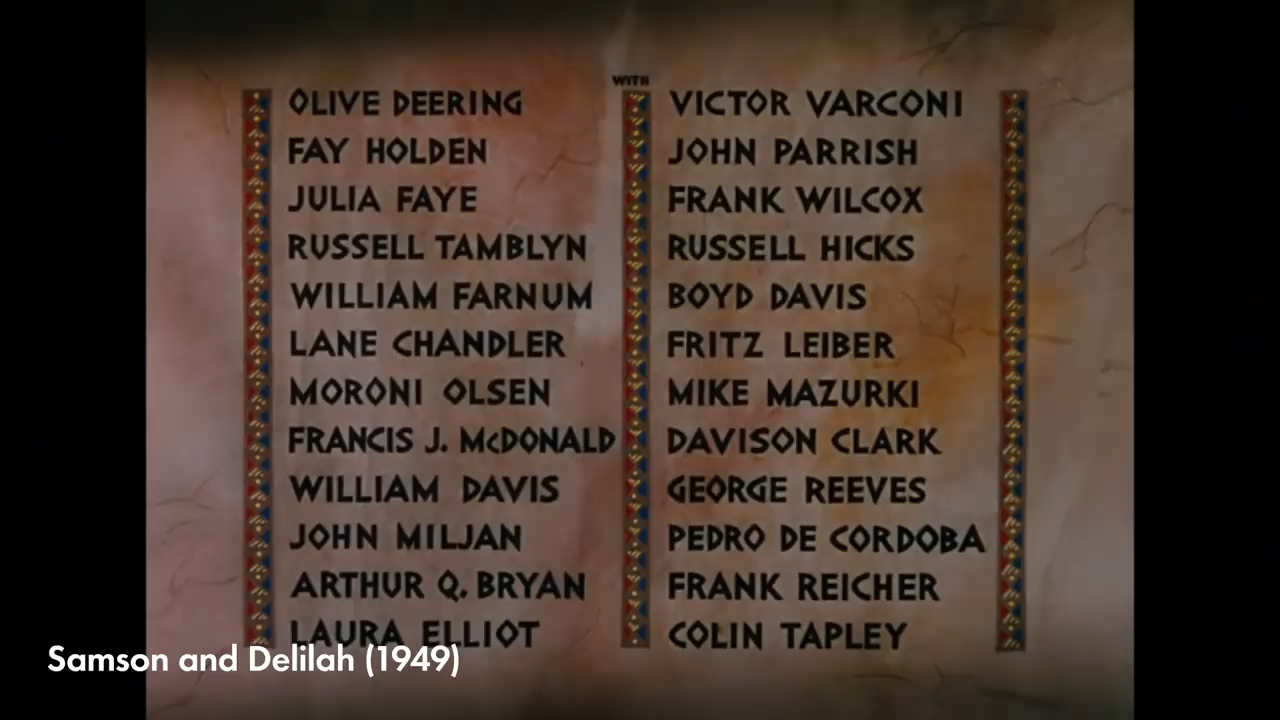 WITH
OLIVE DEERING
FAY HOLDEN
JULIA FAYE
RUSSELL TAMBLYN
WILLIAM FARNUM
LANE CHANDLER
MORONI OLSEN
FRANCIS J. McDONALD
WILLIAM DAVIS
JOHN MILJAN
ARTHUR Q. BRYAN
LAURA ELLIOT
VICTOR VARCONI
JOHN PARRISH
FRANK WILCOX
RUSSELL HICKS
BOYD DAVIS
FRITZ LEIBER
MIKE MAZURKI
DAVISON CLARK
GEORGE REEVES
PEDRO DE CORDOBA
FRANK REICHER
COLIN TAPLEY
Samson and Delilah (1949)